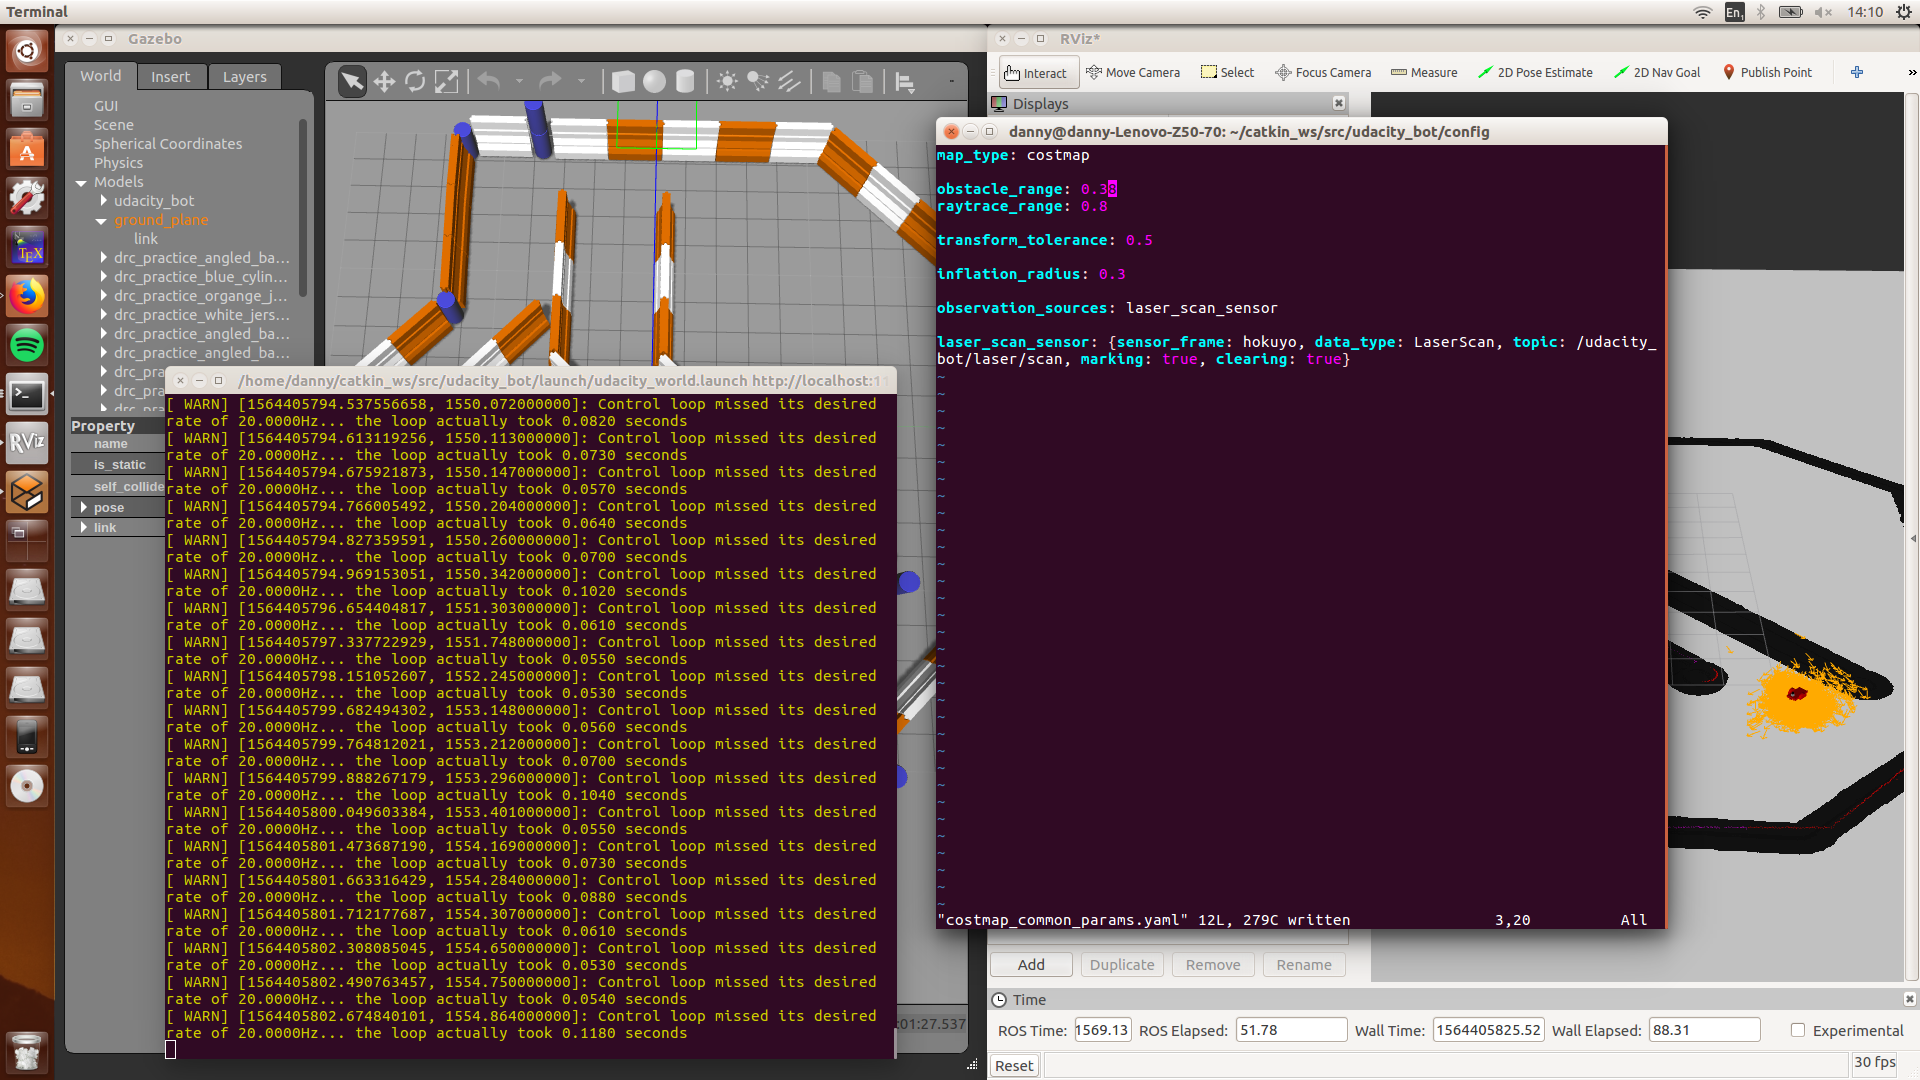 Terminal
En1
14:10
Gazebo
World
Insert
Layers
GUI
Scene
Spherical Coordinates
Physics
Models
udacity_bot
ground_plane
link
drc_practice_angled_ba...
drc_practice_blue_cylin...
drc_practice_organge_j...
drc_practice_white_jers...
drc_practice_angled_ba...
drc_practice_angled_ba...
drc_pra
drc_pra
drc_pra
Property
name
is_static
self_collide
pose
link
TEX
RViz
/home/danny/catkin_ws/src/udacity_bot/launch/udacity_world.launch http://localhost:11
[ WARN] [1564405794.537556658, 1550.072000000]: Control loop missed its desired
rate of 20.0000Hz... the loop actually took 0.0820 seconds
[ WARN] [1564405794.613119256, 1550.113000000]: Control loop missed its desired
rate of 20.0000Hz... the loop actually took 0.0730 seconds
[ WARN] [1564405794.675921873, 1550.147000000]: Control loop missed its desired
rate of 20.0000Hz... the loop actually took 0.0570 seconds
[ WARN] [1564405794.766005492, 1550.204000000]: Control loop missed its desired
rate of 20.0000Hz... the loop actually took 0.0640 seconds
[ WARN] [1564405794.827359591, 1550.260000000]: Control loop missed its desired
rate of 20.0000Hz... the loop actually took 0.0700 seconds
[ WARN] [1564405794.969153051, 1550.342000000]: Control loop missed its desired
rate of 20.0000Hz... the loop actually took 0.1020 seconds
[ WARN] [1564405796.654404817, 1551.303000000]: Control loop missed its desired
rate of 20.0000Hz... the loop actually took 0.0610 seconds
[ WARN] [1564405797.337722929, 1551.748000000]: Control loop missed its desired
rate of 20.0000Hz... the loop actually took 0.0550 seconds
[ WARN] [1564405798.151052607, 1552.245000000]: Control loop missed its desired
rate of 20.0000Hz... the loop actually took 0.0530 seconds
[ WARN] [1564405799.682494302, 1553.148000000]: Control loop missed its desired
rate of 20.0000Hz... the loop actually took 0.0560 seconds
[ WARN] [1564405799.764812021, 1553.212000000]: Control loop missed its desired
rate of 20.0000Hz... the loop actually took 0.0700 seconds
[ WARN] [1564405799.888267179, 1553.296000000]: Control loop missed its desired
rate of 20.0000Hz... the loop actually took 0.1040 seconds
[ WARN] [1564405800.049603384, 1553.401000000]: Control loop missed its desired
rate of 20.0000Hz... the loop actually took 0.0550 seconds
[ WARN] [1564405801.473687190, 1554.169000000]: Control loop missed its desired
rate of 20.0000Hz... the loop actually took 0.0730 seconds
[ WARN] [1564405801.663316429, 1554.284000000]: Control loop missed its desired
rate of 20.0000Hz... the loop actually took 0.0880 seconds
[ WARN] [1564405801.712177687, 1554.307000000]: Control loop missed its desired
rate of 20.0000Hz... the loop actually took 0.0610 seconds
[ WARN] [1564405802.308085045, 1554.650000000]: Control loop missed its desired
rate of 20.0000Hz... the loop actually took 0.0530 seconds
[ WARN] [1564405802.490763457, 1554.750000000]: Control loop missed its desired
rate of 20.0000Hz... the loop actually took 0.0540 seconds
[ WARN] [1564405802.674840101, 1554.864000000]: Control loop missed its desired
rate of 20.0000Hz... the loop actually took 0.1180 seconds
:01:27.537
RViz*
Interact
Move Camera
Select
Focus Camera
Measure
2D Pose Estimate
2D Nav Goal
Publish Point
Displays
danny@danny-Lenovo-Z50-70: ~/catkin_ws/src/udacity_bot/config
map_type: costmap
obstacle_range: 0.38
raytrace_range: 0.8
transform_tolerance: 0.5
inflation_radius: 0.3
observation_sources: laser_scan_sensor
laser_scan_sensor: {sensor_frame: hokuyo, data_type: LaserScan, topic: /udacity_
bot/laser/scan, marking: true, clearing: true}
"costmap_common_params.yaml" 12L, 279C written 3,20 All
Add
Duplicate
Remove
Rename
Time
ROS Time: 1569.13 ROS Elapsed: 51.78 Wall Time: 1564405825.52 Wall Elapsed: 88.31 Experimental
Reset
30 fps